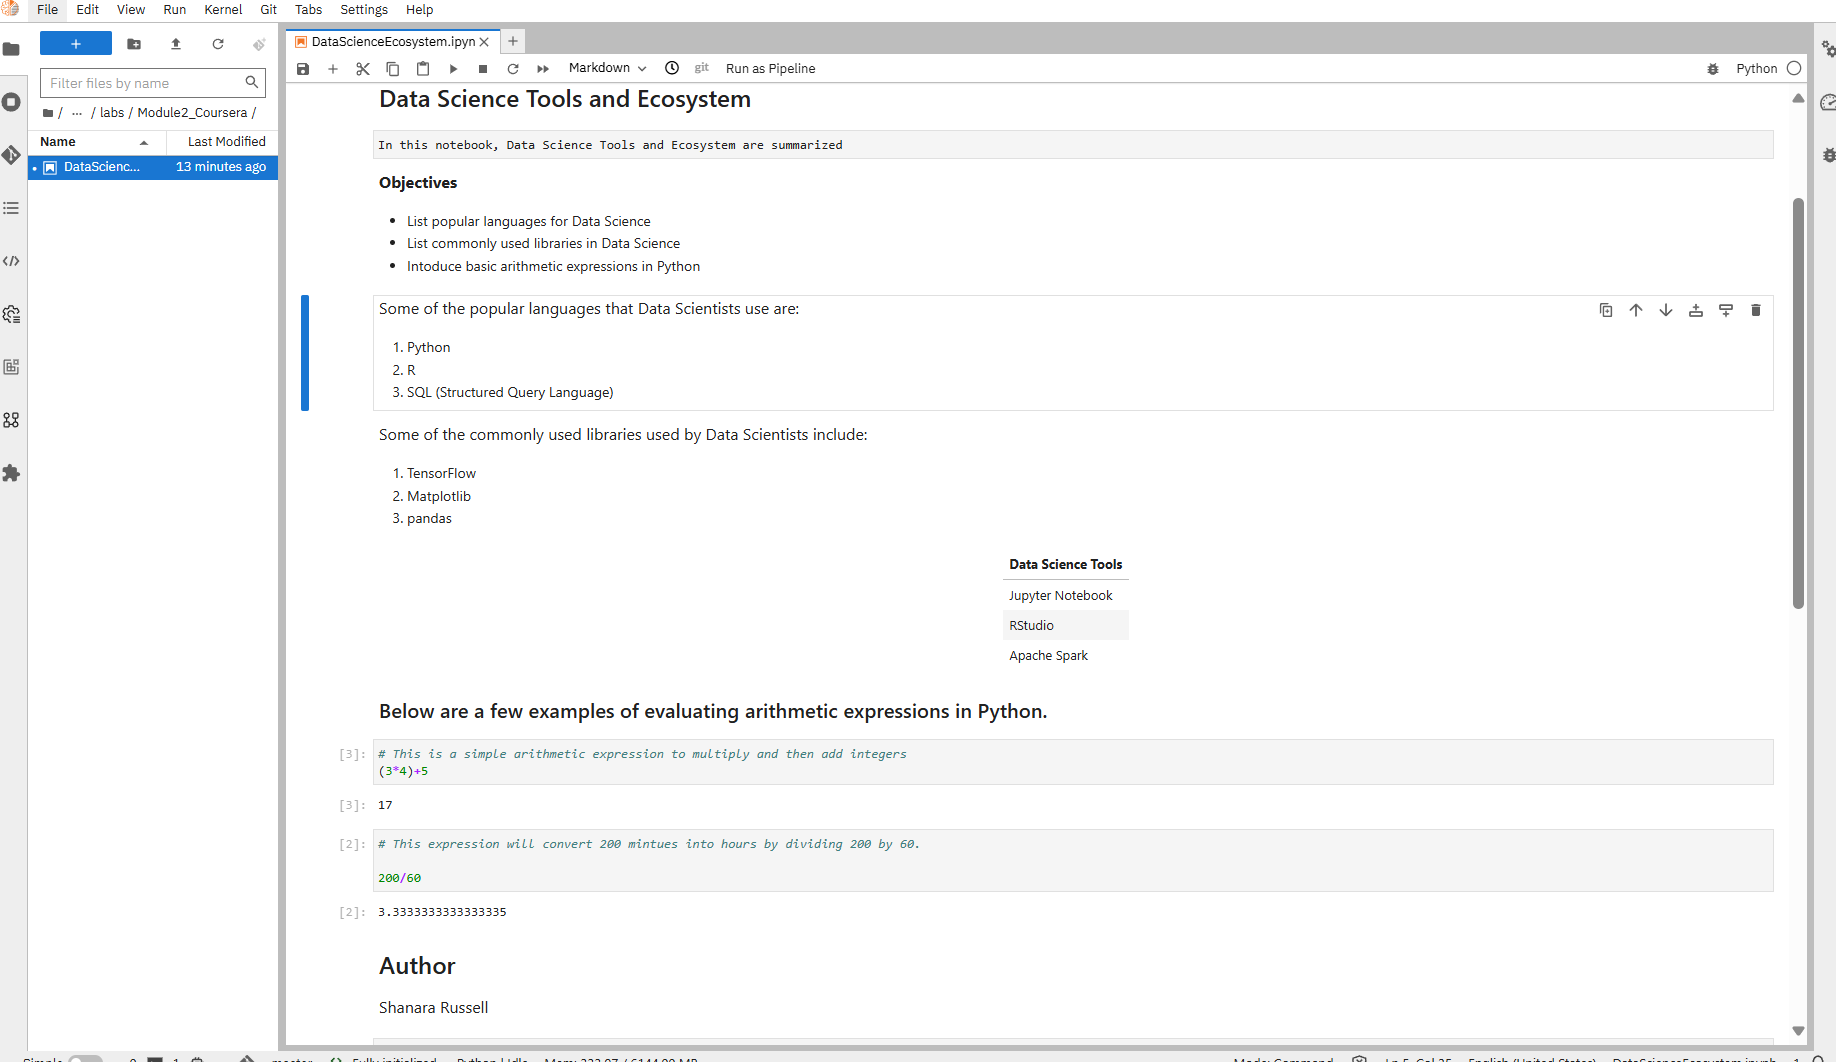 File Edit View Run Kernel Git Tabs Settings Help
DataScienceEcosystem.ipyn
Filter files by name
Markdown
git
Run as Pipeline
Python
/ ... / labs / Module2_Coursera /
Name Last Modified
DataScienc... 13 minutes ago
Data Science Tools and Ecosystem
In this notebook, Data Science Tools and Ecosystem are summarized
Objectives
• List popular languages for Data Science
• List commonly used libraries in Data Science
• Intoduce basic arithmetic expressions in Python
Some of the popular languages that Data Scientists use are:
1. Python
2. R
3. SQL (Structured Query Language)
Some of the commonly used libraries used by Data Scientists include:
1. TensorFlow
2. Matplotlib
3. pandas
Data Science Tools
Jupyter Notebook
RStudio
Apache Spark
Below are a few examples of evaluating arithmetic expressions in Python.
[3]: # This is a simple arithmetic expression to multiply and then add integers
(3*4)+5
[3]: 17
[2]: # This expression will convert 200 mintues into hours by dividing 200 by 60.
200/60
[2]: 3.3333333333333335
Author
Shanara Russell